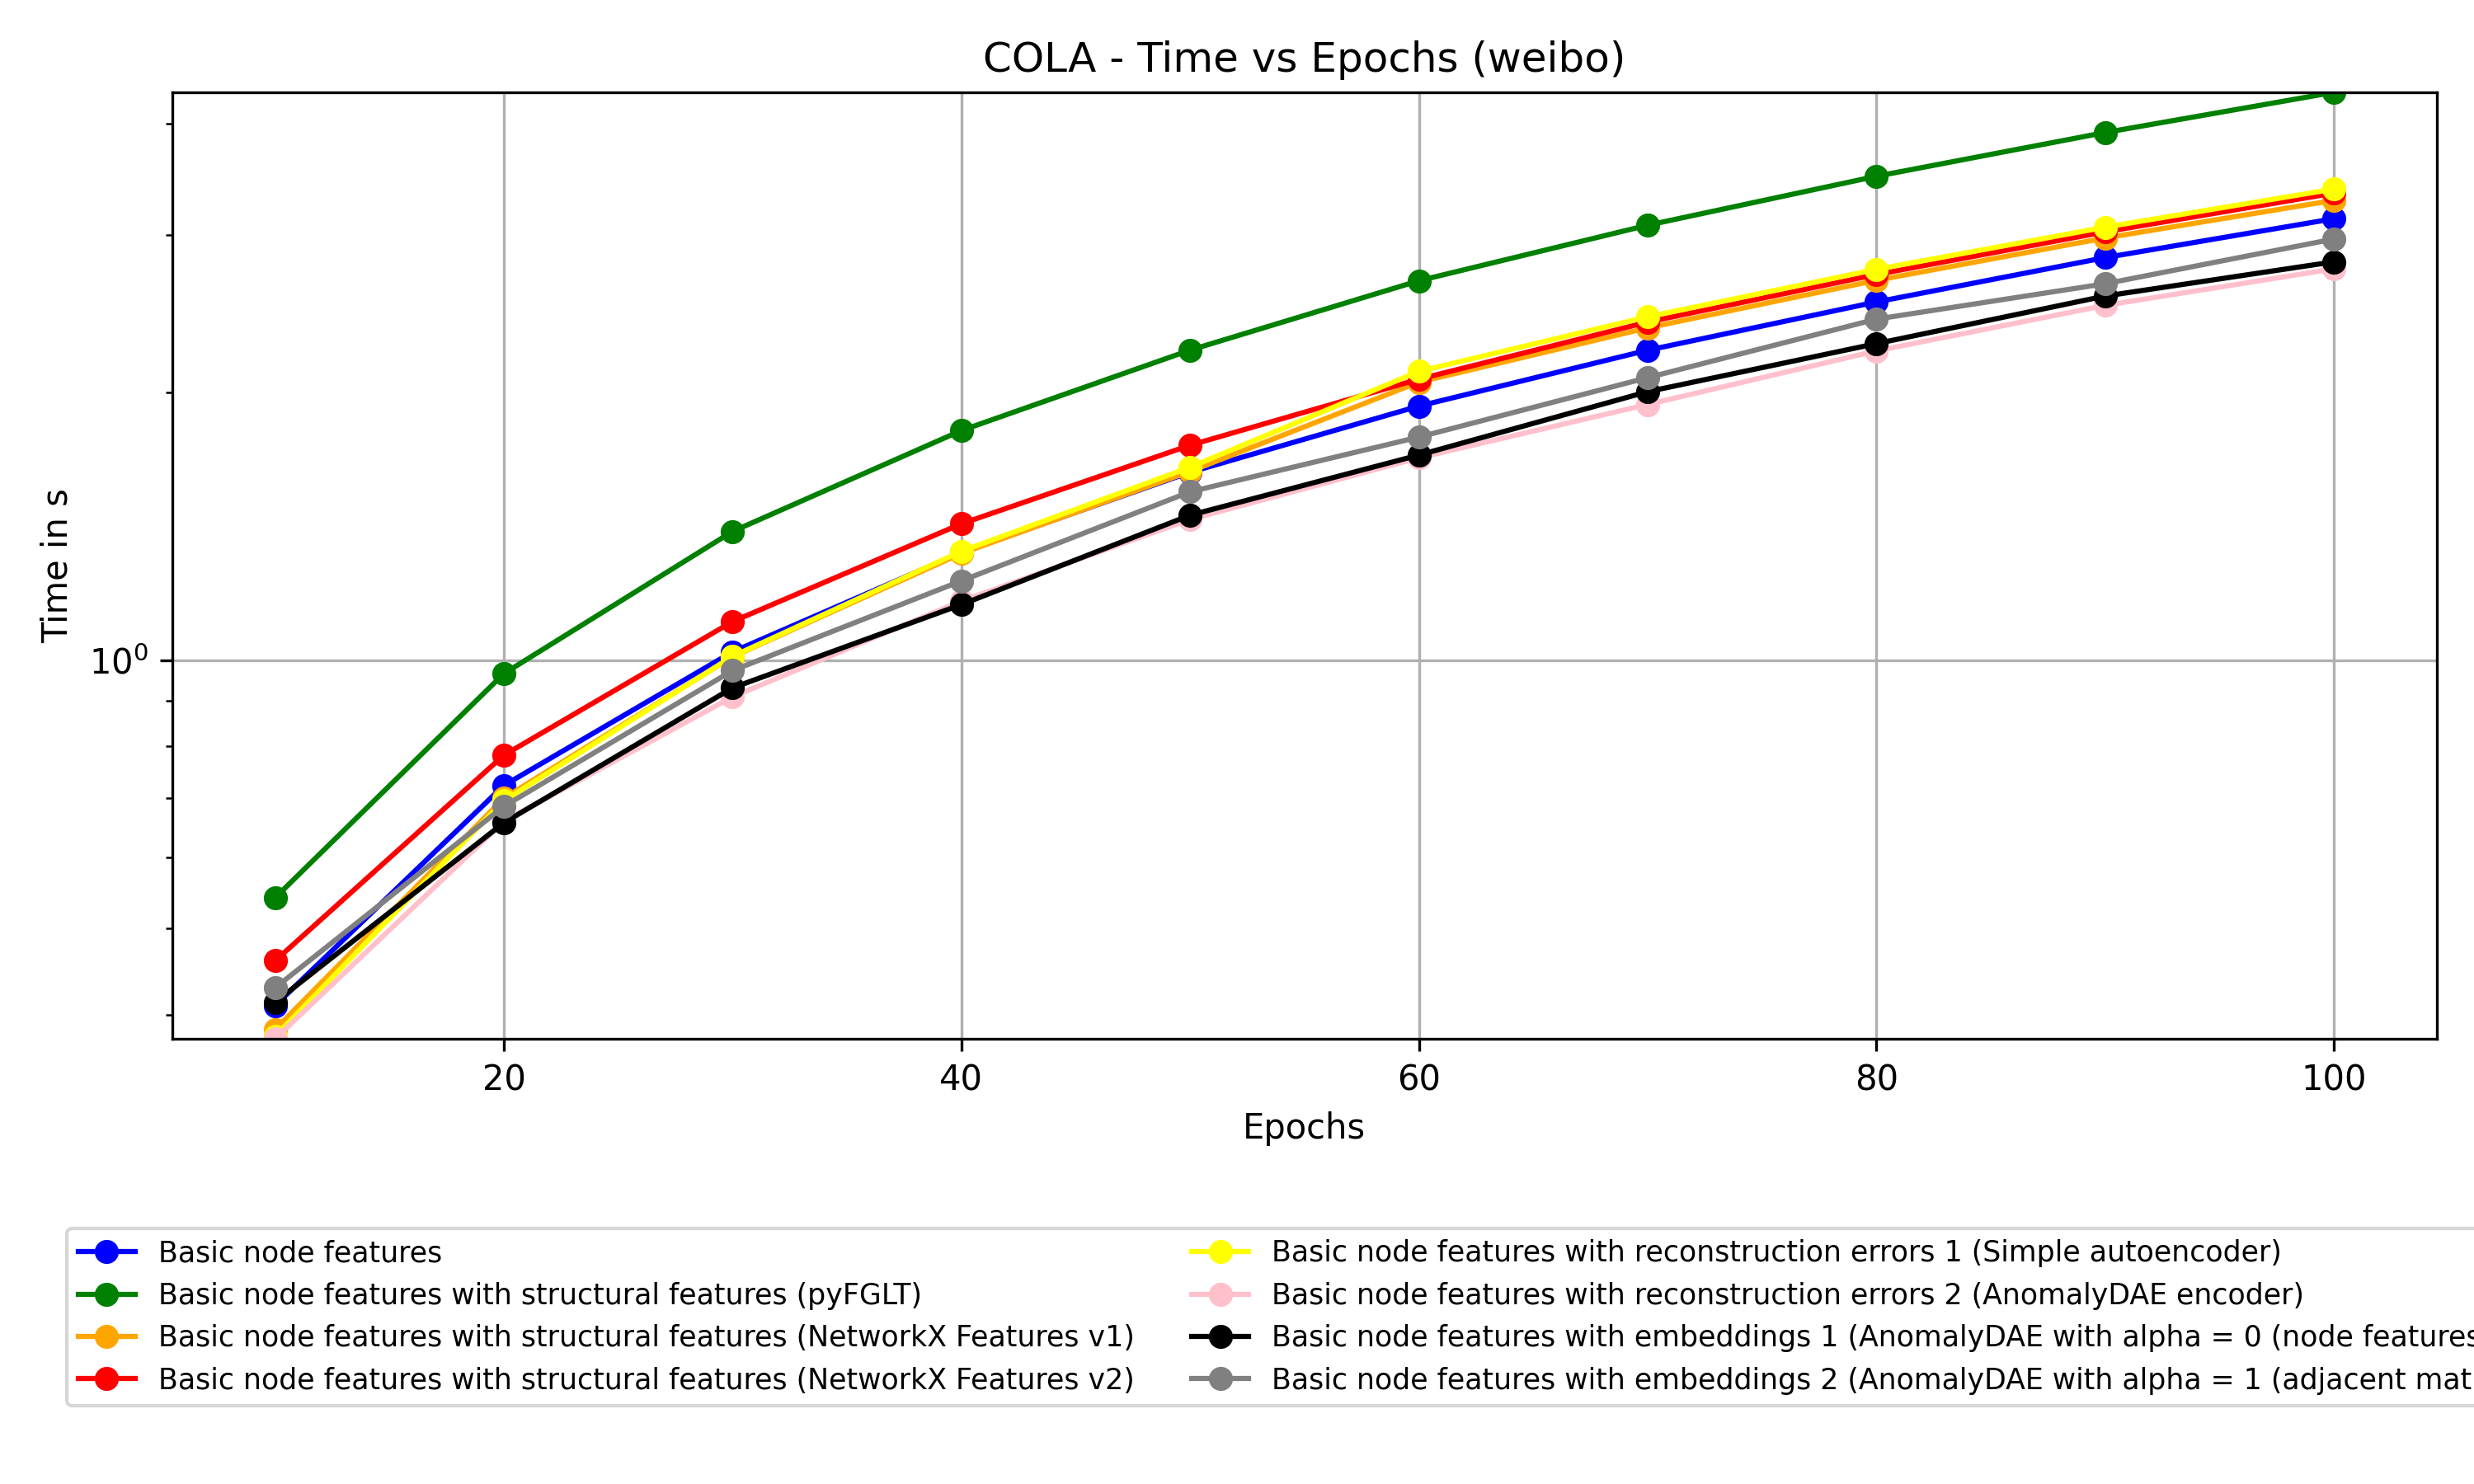 COLA - Time vs Epochs (weibo)
Time in s
10⁰
20 40 60 80 100
Epochs
Basic node features
Basic node features with structural features (pyFGLT)
Basic node features with structural features (NetworkX Features v1)
Basic node features with structural features (NetworkX Features v2)
Basic node features with reconstruction errors 1 (Simple autoencoder)
Basic node features with reconstruction errors 2 (AnomalyDAE encoder)
Basic node features with embeddings 1 (AnomalyDAE with alpha = 0 (node features
Basic node features with embeddings 2 (AnomalyDAE with alpha = 1 (adjacent mat